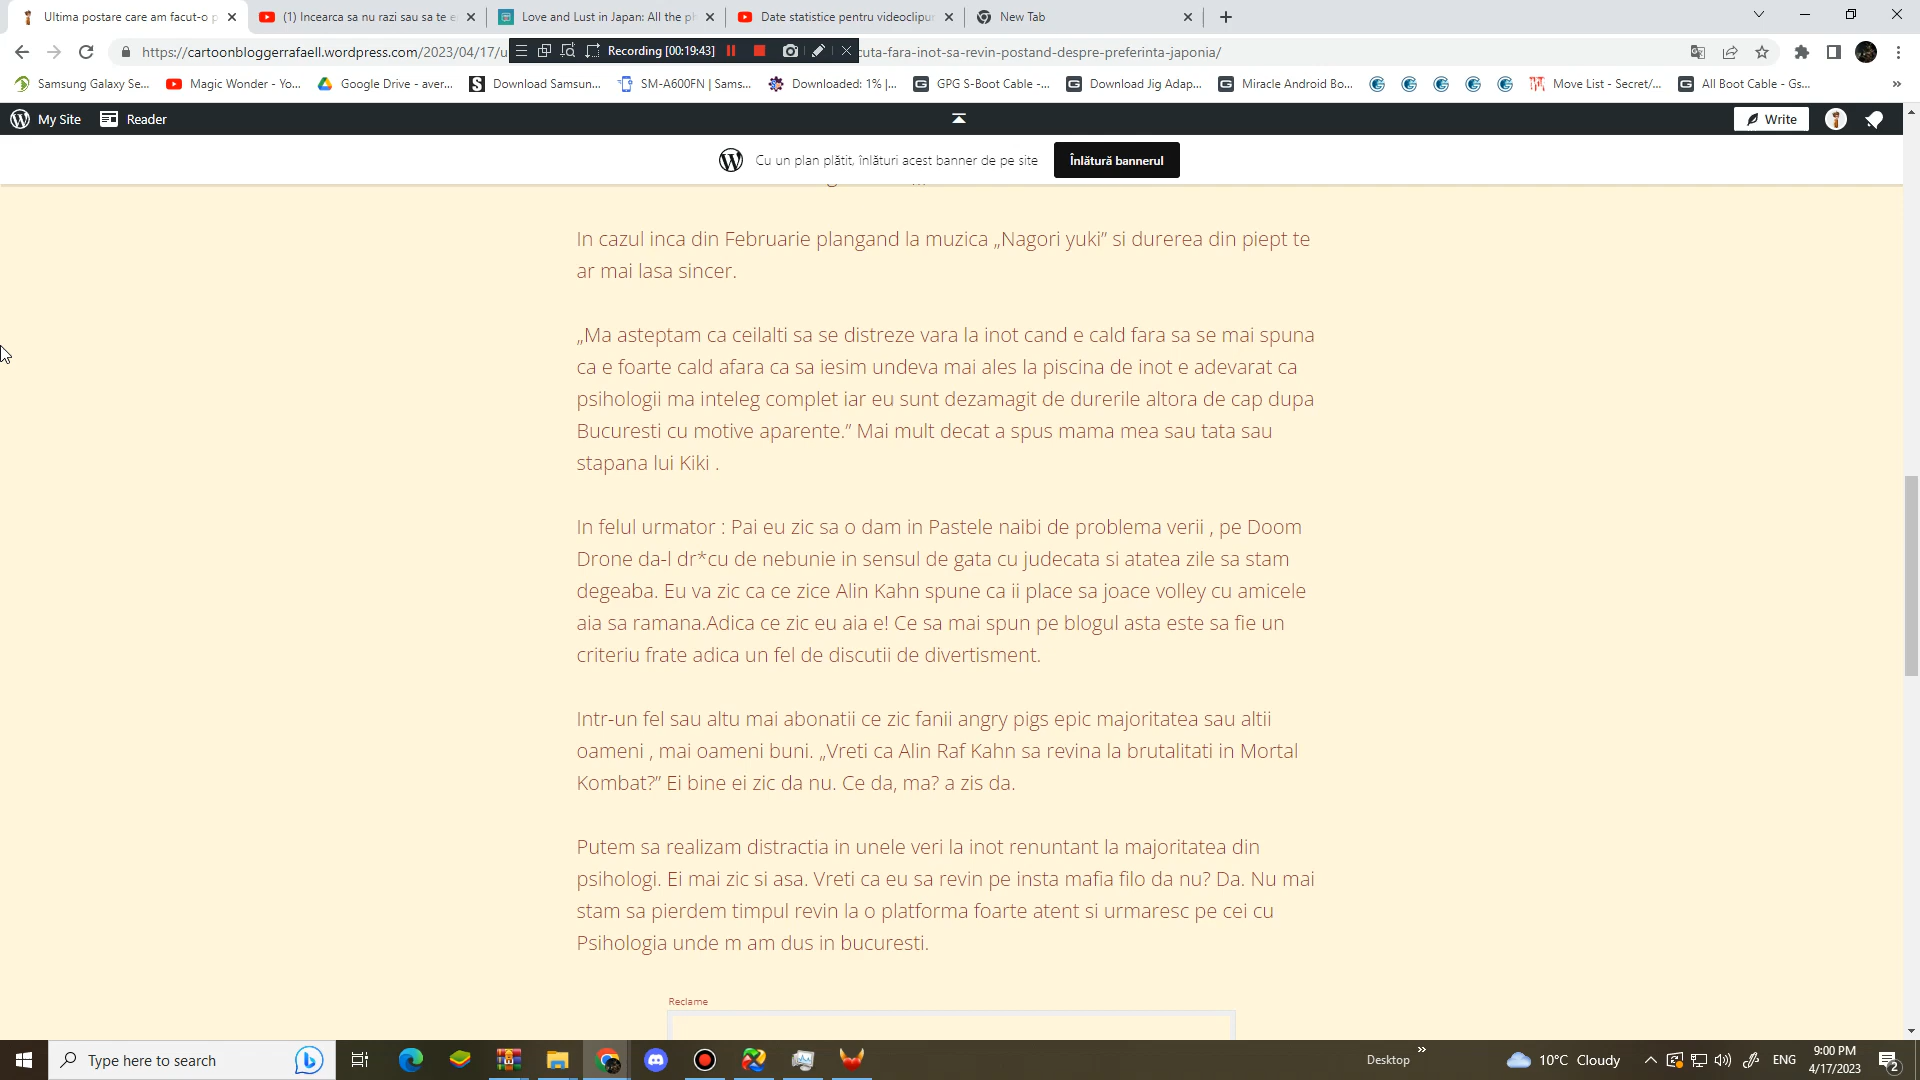 Ultima postare care am facut-o p
(1) Incearca sa nu razi sau sa te e
Love and Lust in Japan: All the ph
Date statistice pentru videoclipur
New Tab
https://cartoonbloggerrafaell.wordpress.com/2023/04/17/u
Recording [00:19:43]
cuta-fara-inot-sa-revin-postand-despre-preferinta-japonia/
Samsung Galaxy Se...
Magic Wonder - Yo...
Google Drive - aver...
Download Samsun...
SM-A600FN | Sams...
Downloaded: 1% |...
GPG S-Boot Cable -...
Download Jig Adap...
Miracle Android Bo...
Move List - Secret/...
All Boot Cable - Gs...
My Site
Reader
Write
Cu un plan plătit, înlături acest banner de pe site
Înlătură bannerul
In cazul inca din Februarie plangand la muzica „Nagori yuki” si durerea din piept te
ar mai lasa sincer.
„Ma asteptam ca ceilalti sa se distreze vara la inot cand e cald fara sa se mai spuna
ca e foarte cald afara ca sa iesim undeva mai ales la piscina de inot e adevarat ca
psihologii ma inteleg complet iar eu sunt dezamagit de durerile altora de cap dupa
Bucuresti cu motive aparente.” Mai mult decat a spus mama mea sau tata sau
stapana lui Kiki .
In felul urmator : Pai eu zic sa o dam in Pastele naibi de problema verii , pe Doom
Drone da-l dr*cu de nebunie in sensul de gata cu judecata si atatea zile sa stam
degeaba. Eu va zic ca ce zice Alin Kahn spune ca ii place sa joace volley cu amicele
aia sa ramana.Adica ce zic eu aia e! Ce sa mai spun pe blogul asta este sa fie un
criteriu frate adica un fel de discutii de divertisment.
Intr-un fel sau altu mai abonatii ce zic fanii angry pigs epic majoritatea sau altii
oameni , mai oameni buni. „Vreti ca Alin Raf Kahn sa revina la brutalitati in Mortal
Kombat?” Ei bine ei zic da nu. Ce da, ma? a zis da.
Putem sa realizam distractia in unele veri la inot renuntant la majoritatea din
psihologi. Ei mai zic si asa. Vreti ca eu sa revin pe insta mafia filo da nu? Da. Nu mai
stam sa pierdem timpul revin la o platforma foarte atent si urmaresc pe cei cu
Psihologia unde m am dus in bucuresti.
Reclame
Type here to search
Desktop
10°C Cloudy
ENG
9:00 PM
4/17/2023
2